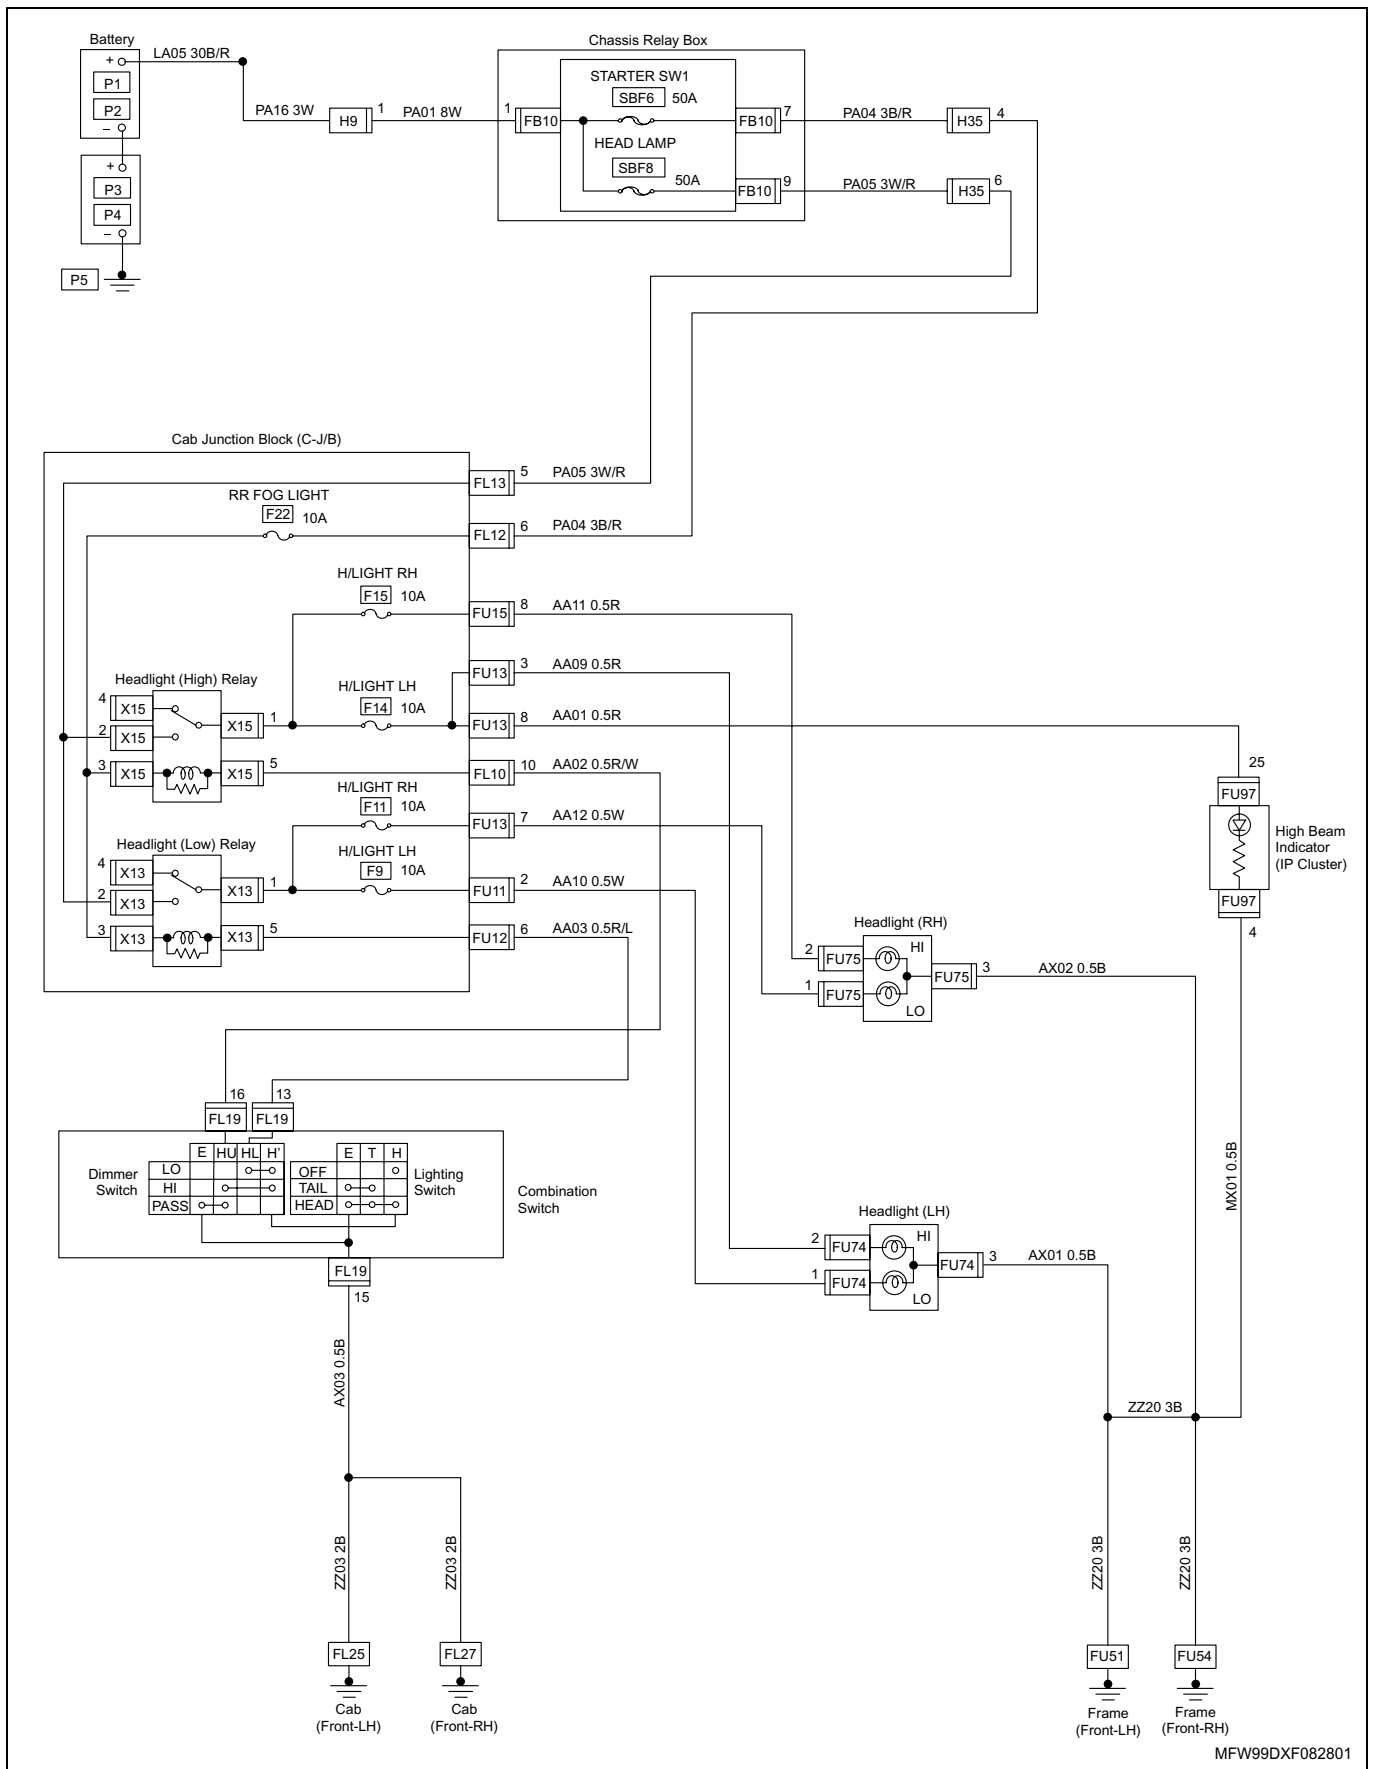 Battery
LA05 30B/R
+
P1
P2
–
+
P3
P4
–
P5
PA16 3W
H9
1
PA01 8W
Chassis Relay Box
STARTER SW1
SBF6 50A
1
FB10
FB10
7
PA04 3B/R
H35
4
HEAD LAMP
SBF8
50A
FB10
9
PA05 3W/R
H35
6
Cab Junction Block (C-J/B)
FL13
5
PA05 3W/R
RR FOG LIGHT
F22 10A
FL12
6
PA04 3B/R
H/LIGHT RH
F15 10A
FU15
8
AA11 0.5R
FU13
3
AA09 0.5R
Headlight (High) Relay
H/LIGHT LH
F14 10A
4
X15
2
X15
X15
1
FU13
8
AA01 0.5R
3
X15
X15
5
FL10
10
AA02 0.5R/W
H/LIGHT RH
F11 10A
FU13
7
AA12 0.5W
Headlight (Low) Relay
H/LIGHT LH
F9 10A
4
X13
2
X13
X13
1
FU11
2
AA10 0.5W
3
X13
X13
5
FU12
6
AA03 0.5R/L
25
FU97
High Beam
Indicator
(IP Cluster)
FU97
4
Headlight (RH)
2
FU75
HI
1
FU75
LO
FU75
3
AX02 0.5B
16
FL19
13
FL19
Dimmer
Switch
E HU HL H'
LO
HI
PASS
E T H
OFF
TAIL
HEAD
Lighting
Switch
Combination
Switch
FL19
15
MX01 0.5B
Headlight (LH)
2
FU74
HI
1
FU74
LO
FU74
3
AX01 0.5B
AX03 0.5B
ZZ20 3B
ZZ03 2B
ZZ03 2B
ZZ20 3B
ZZ20 3B
FL25
FL27
FU51
FU54
Cab
(Front-LH)
Cab
(Front-RH)
Frame
(Front-LH)
Frame
(Front-RH)
MFW99DXF082801